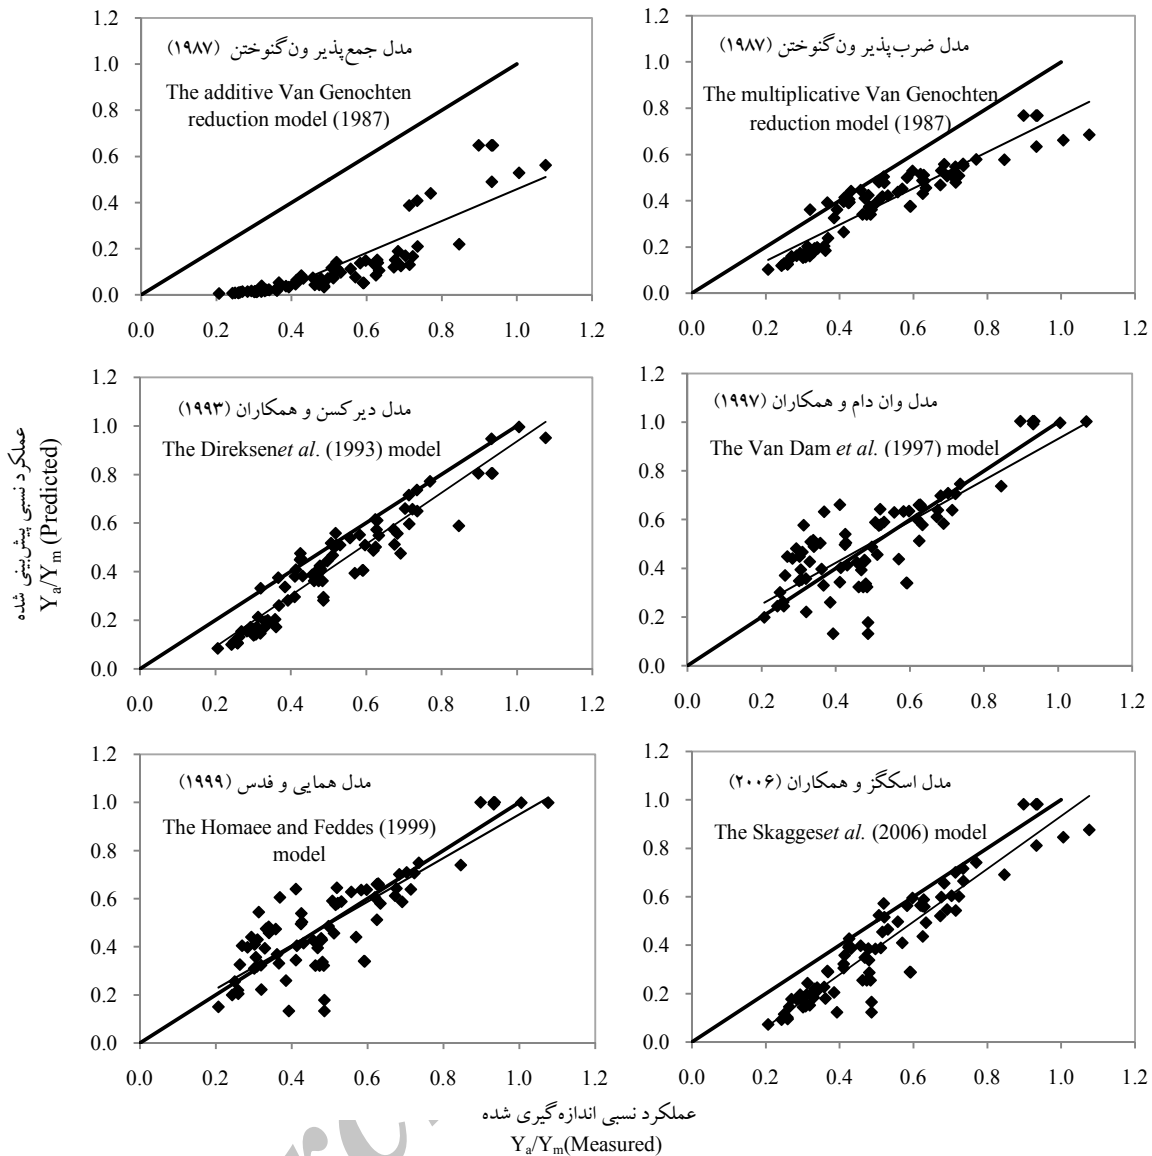 مدل جمع‌پذیر ون‌گنوختن (۱۹۸۷)
The additive Van Genochten
reduction model (1987)
1.2
1.0
0.8
0.6
0.4
0.2
0.0
0.0 0.2 0.4 0.6 0.8 1.0 1.2
مدل ضرب‌پذیر ون‌گنوختن (۱۹۸۷)
The multiplicative Van Genochten
reduction model (1987)
1.2
1.0
0.8
0.6
0.4
0.2
0.0
0.0 0.2 0.4 0.6 0.8 1.0 1.2
عملکرد نسبی پیش‌بینی شده
Ya/Ym (Predicted)
مدل دیرکسن و همکاران (۱۹۹۳)
The Direksenet al. (1993) model
1.2
1.0
0.8
0.6
0.4
0.2
0.0
0.0 0.2 0.4 0.6 0.8 1.0 1.2
مدل وان دام و همکاران (۱۹۹۷)
The Van Dam et al. (1997) model
1.2
1.0
0.8
0.6
0.4
0.2
0.0
0.0 0.2 0.4 0.6 0.8 1.0 1.2
مدل همایی و فدس (۱۹۹۹)
The Homaee and Feddes (1999)
model
1.2
1.0
0.8
0.6
0.4
0.2
0.0
0.0 0.2 0.4 0.6 0.8 1.0 1.2
مدل اسکگز و همکاران (۲۰۰۶)
The Skaggeset al. (2006) model
1.2
1.0
0.8
0.6
0.4
0.2
0.0
0.0 0.2 0.4 0.6 0.8 1.0 1.2
عملکرد نسبی اندازه‌گیری شده
Ya/Ym(Measured)